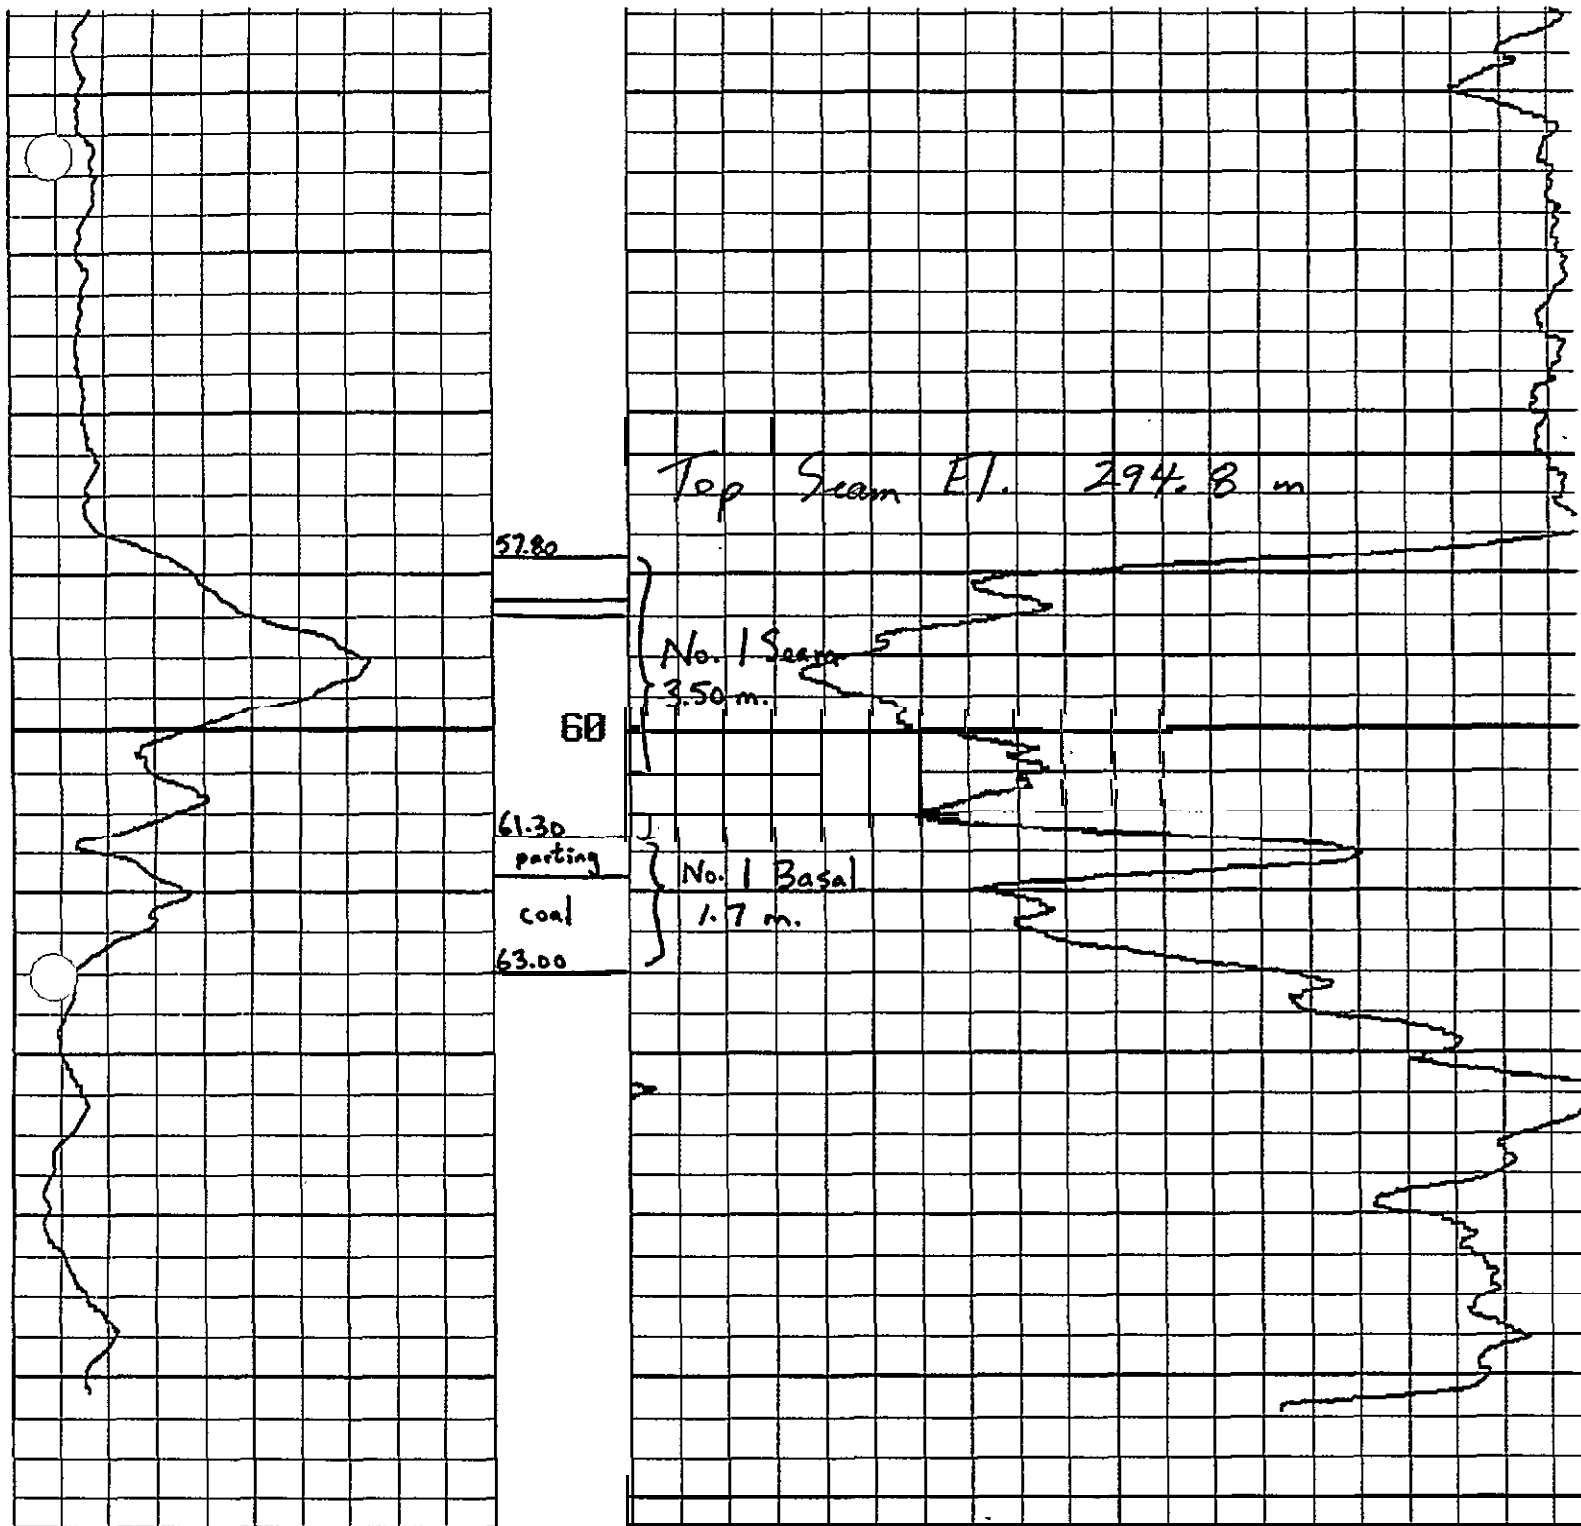 Top Seam El. 294.8 m
57.80
No. 1 Seam
3.50 m.
60
61.30
parting
No. 1 Basal
coal
1.7 m.
63.00